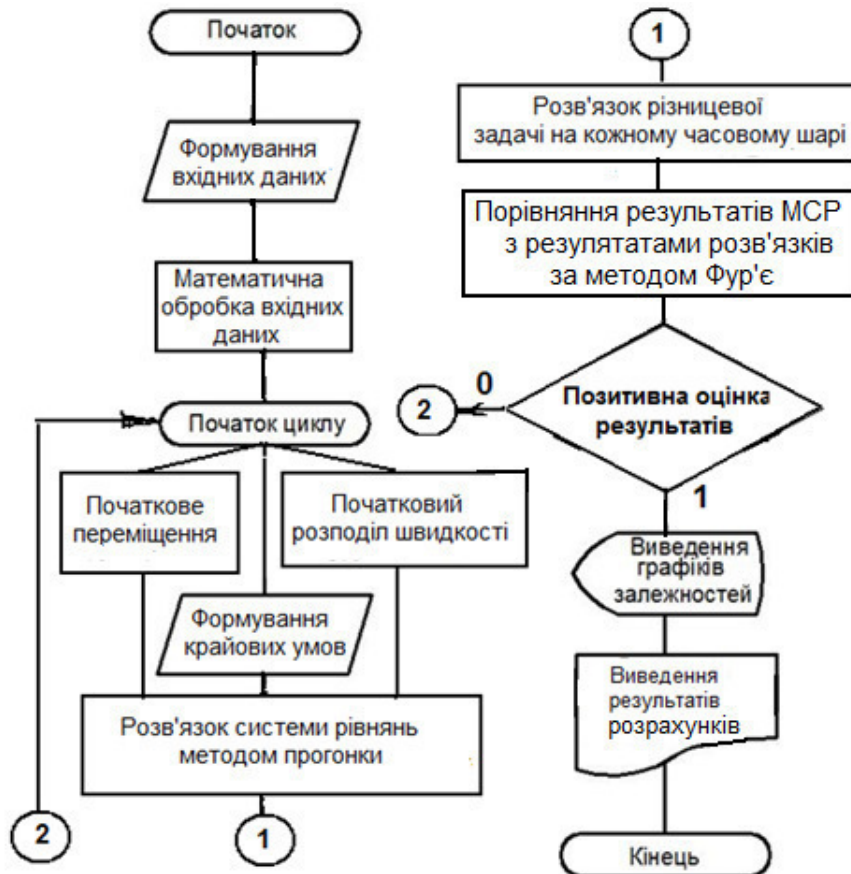 Початок
Формування
вхідних даних
Математична
обробка вхідних
даних
Початок циклу
Початкове
переміщення
Початковий
розподіл швидкості
Формування
крайових умов
Розв'язок системи рівнянь
методом прогонки
2
1
1
Розв'язок різницевої
задачі на кожному часовому шарі
Порівняння результатів МСР
з резулятатами розв'язків
за методом Фур'є
Позитивна оцінка
результатів
0
2
1
Виведення
графіків
залежностей
Виведення
результатів
розрахунків
Кінець